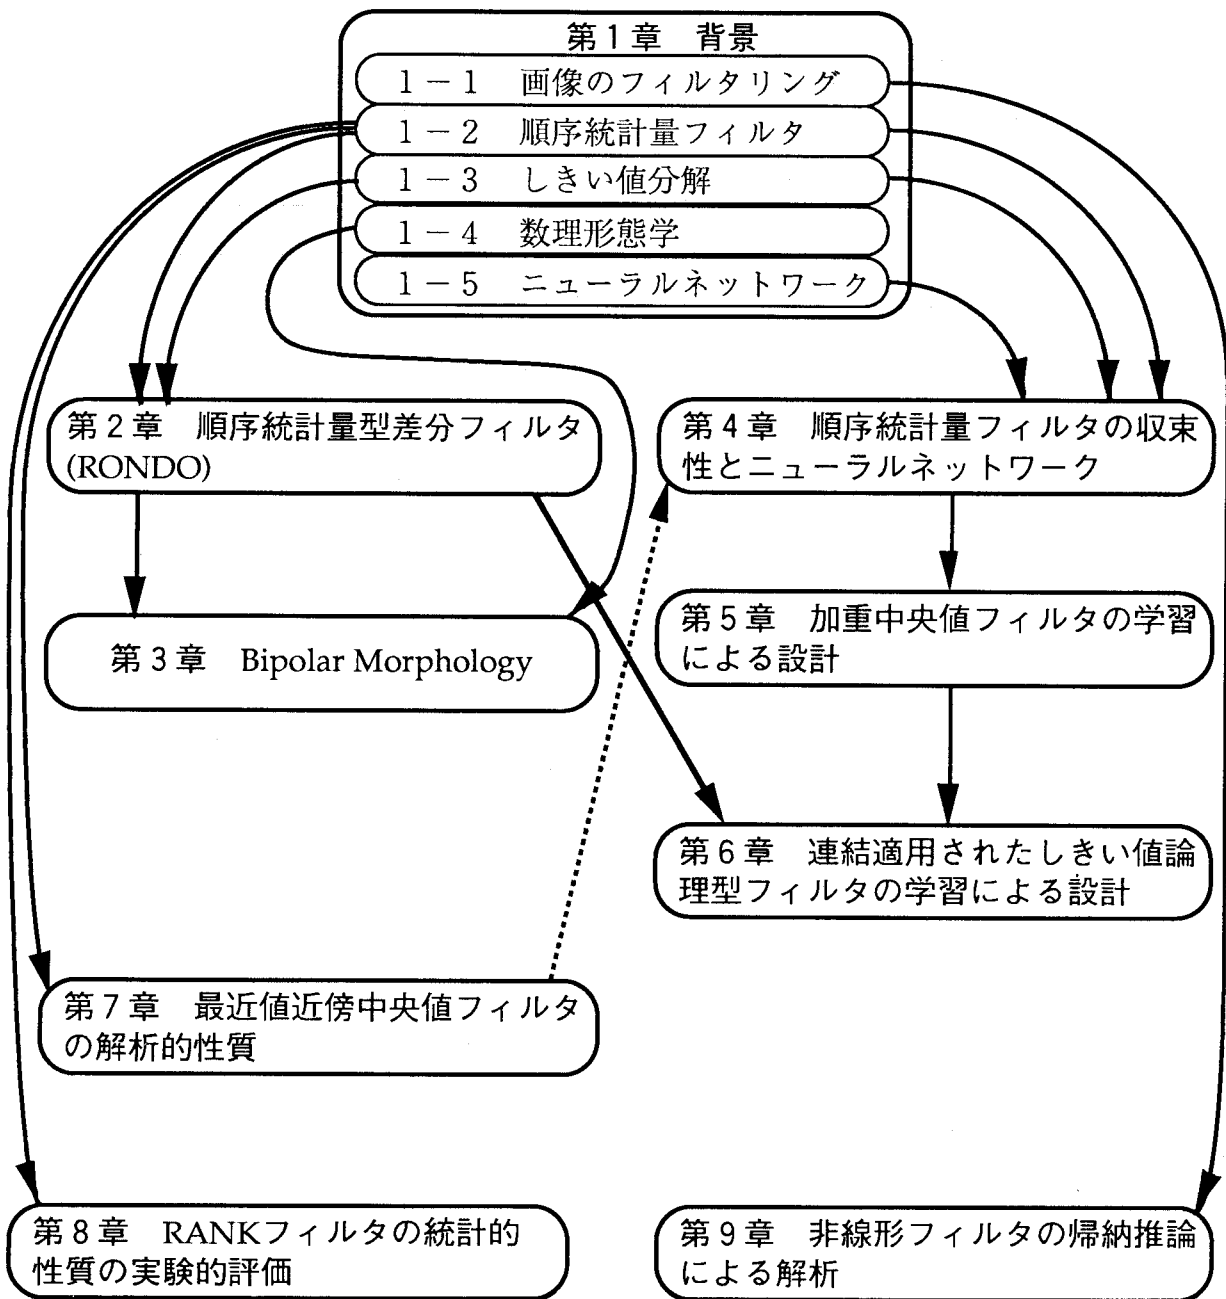 第1章　背景
1－1　画像のフィルタリング
1－2　順序統計量フィルタ
1－3　しきい値分解
1－4　数理形態学
1－5　ニューラルネットワーク
第2章　順序統計量型差分フィルタ
(RONDO)
第4章　順序統計量フィルタの収束
性とニューラルネットワーク
第3章　Bipolar Morphology
第5章　加重中央値フィルタの学習
による設計
第6章　連結適用されたしきい値論
理型フィルタの学習による設計
第7章　最近値近傍中央値フィルタ
の解析的性質
第8章　RANKフィルタの統計的
性質の実験的評価
第9章　非線形フィルタの帰納推論
による解析